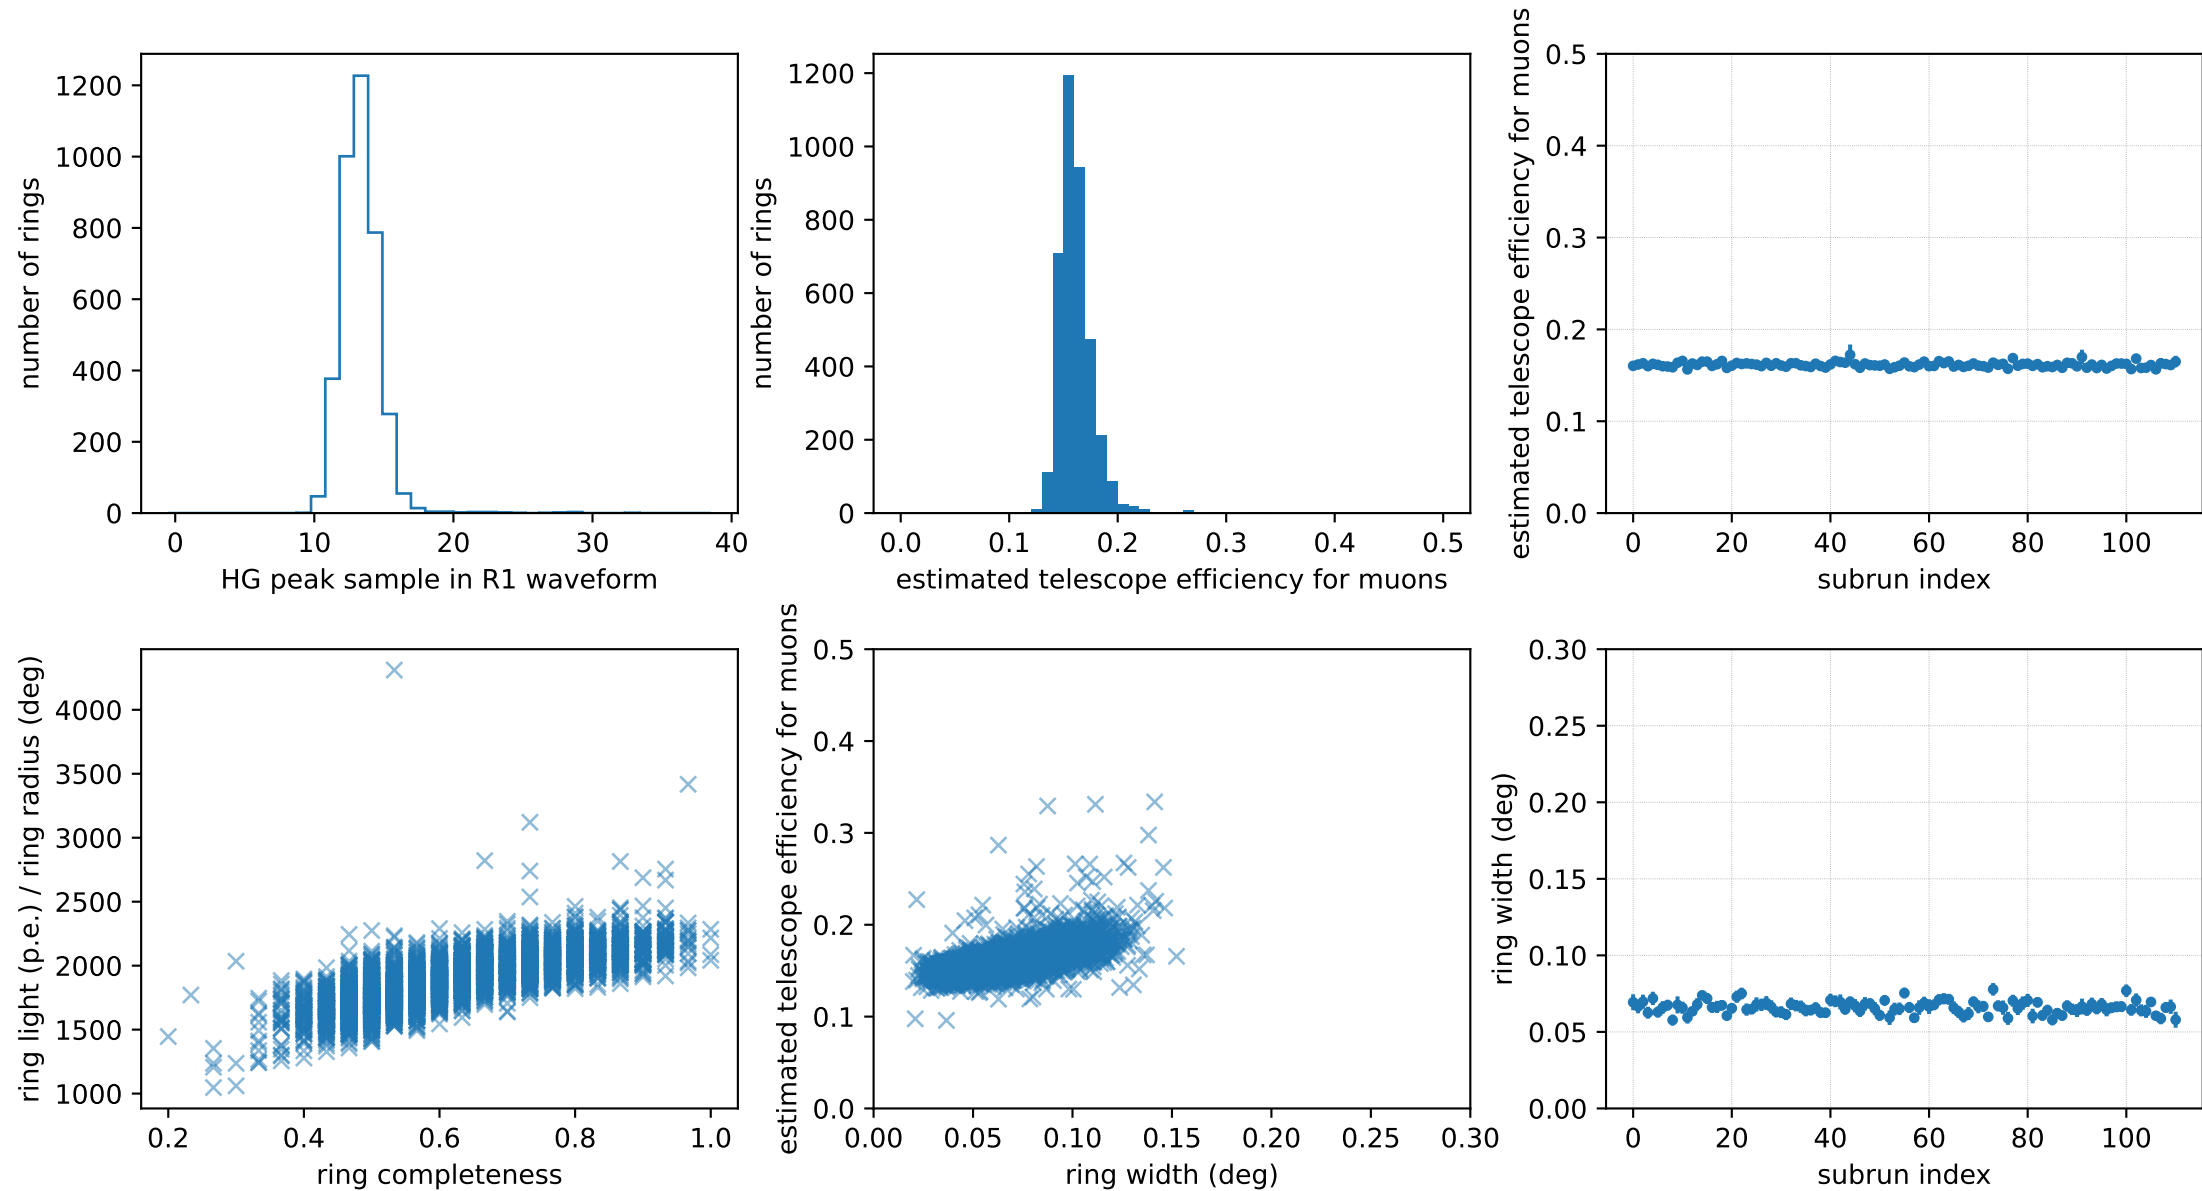 number of rings
1200
1000
800
600
400
200
0
0 10 20 30 40
HG peak sample in R1 waveform
number of rings
1200
1000
800
600
400
200
0
0.0 0.1 0.2 0.3 0.4 0.5
estimated telescope efficiency for muons
estimated telescope efficiency for muons
0.5
0.4
0.3
0.2
0.1
0.0
0 20 40 60 80 100
subrun index
ring light (p.e.) / ring radius (deg)
4000
3500
3000
2500
2000
1500
1000
0.2 0.4 0.6 0.8 1.0
ring completeness
estimated telescope efficiency for muons
0.5
0.4
0.3
0.2
0.1
0.0
0.00 0.05 0.10 0.15 0.20 0.25 0.30
ring width (deg)
ring width (deg)
0.30
0.25
0.20
0.15
0.10
0.05
0.00
0 20 40 60 80 100
subrun index